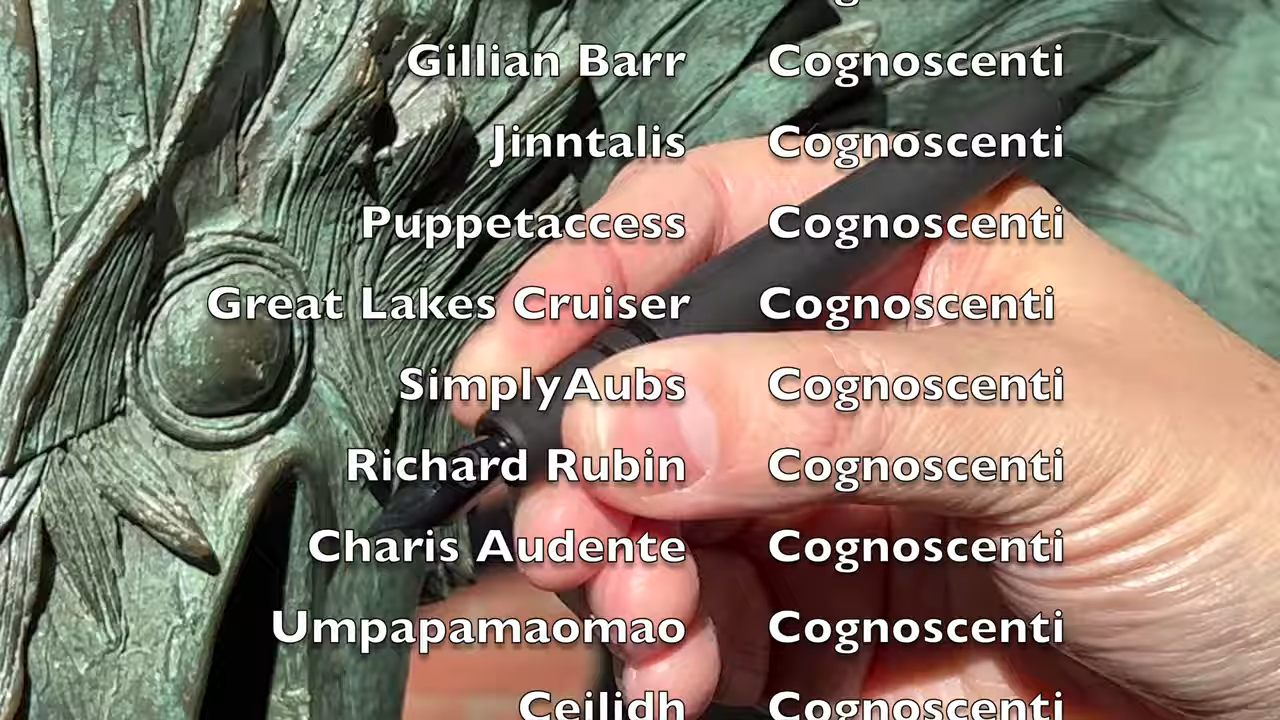 Gillian Barr Cognoscenti
Jinntalis Cognoscenti
Puppetaccess Cognoscenti
Great Lakes Cruiser Cognoscenti
SimplyAubs Cognoscenti
Richard Rubin Cognoscenti
Charis Audente Cognoscenti
Umpapamaomao Cognoscenti
Ceilidh Cognoscenti